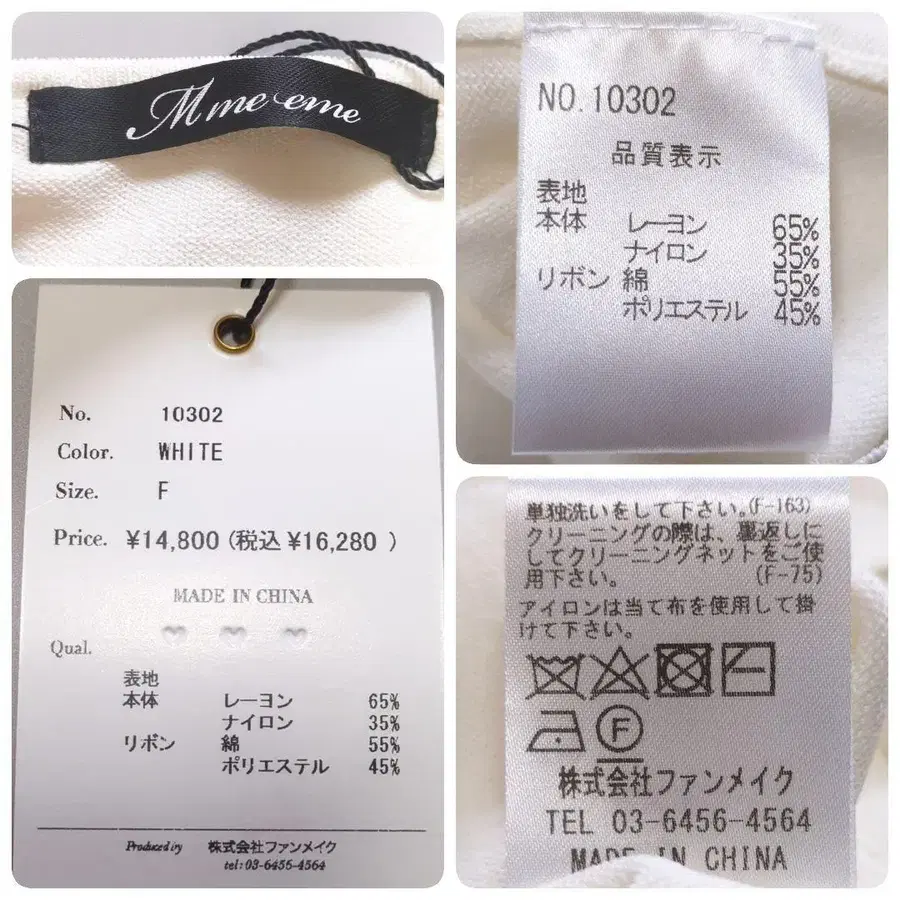 Mme eme
No. 10302
Color. WHITE
Size. F
Price. ¥14,800 (税込 ¥16,280 )
MADE IN CHINA
Qual.
表地
本体 レーヨン 65%
ナイロン 35%
リボン 綿 55%
ポリエステル 45%
Produced by 株式会社ファンメイク
tel:03-6456-4564
NO.10302
品質表示
表地
本体 レーヨン 65%
ナイロン 35%
リボン 綿 55%
ポリエステル 45%
単独洗いをして下さい。(F-163)
クリーニングの際は、裏返しに
してクリーニングネットをご使
用下さい。 (F-75)
アイロンは当て布を使用して掛
けて下さい。
F
株式会社ファンメイク
TEL 03-6456-4564
MADE IN CHINA